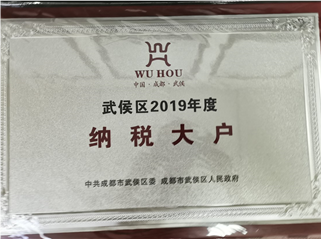 WU HOU
中国·成都·武侯
武侯区2019年度
纳税大户
中共成都市武侯区委 成都市武侯区人民政府